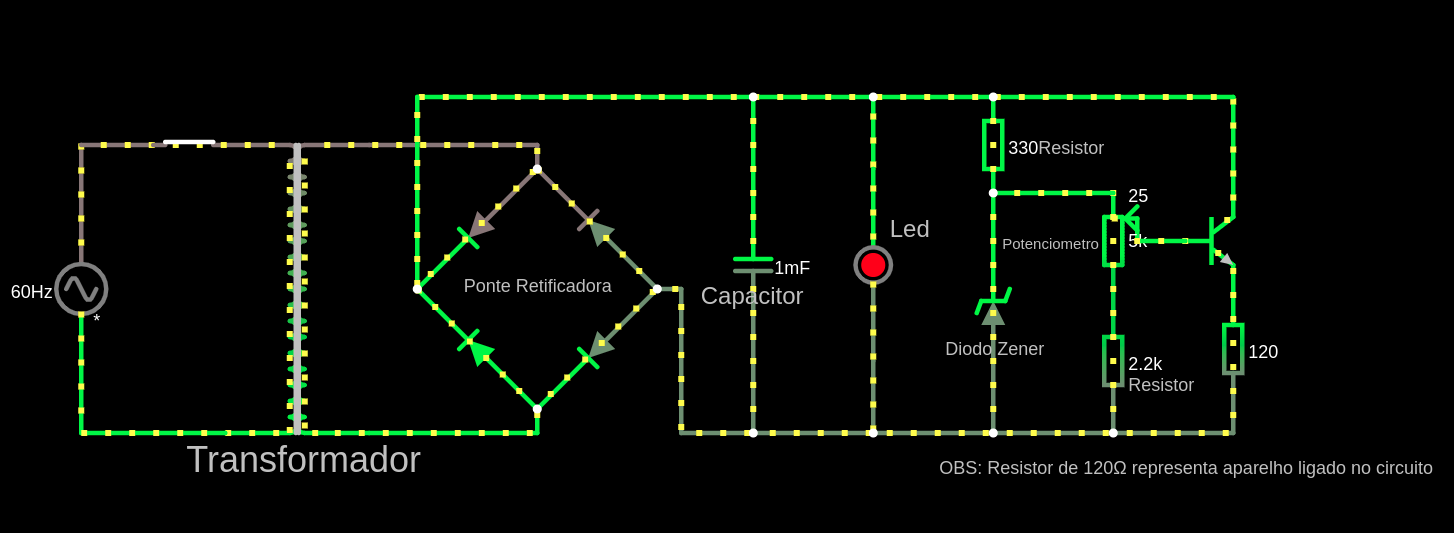 330Resistor
25
Potenciometro
5k
Led
1mF
Capacitor
Ponte Retificadora
60Hz
*
Diodo Zener
2.2k
Resistor
120
Transformador
OBS: Resistor de 120Ω representa aparelho ligado no circuito